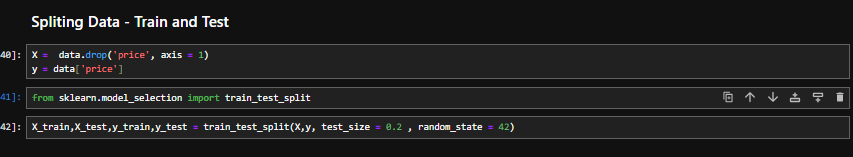 Spliting Data - Train and Test
40]:
X =  data.drop('price', axis = 1)
y = data['price']
41]:
from sklearn.model_selection import train_test_split
42]:
X_train,X_test,y_train,y_test = train_test_split(X,y, test_size = 0.2 , random_state = 42)